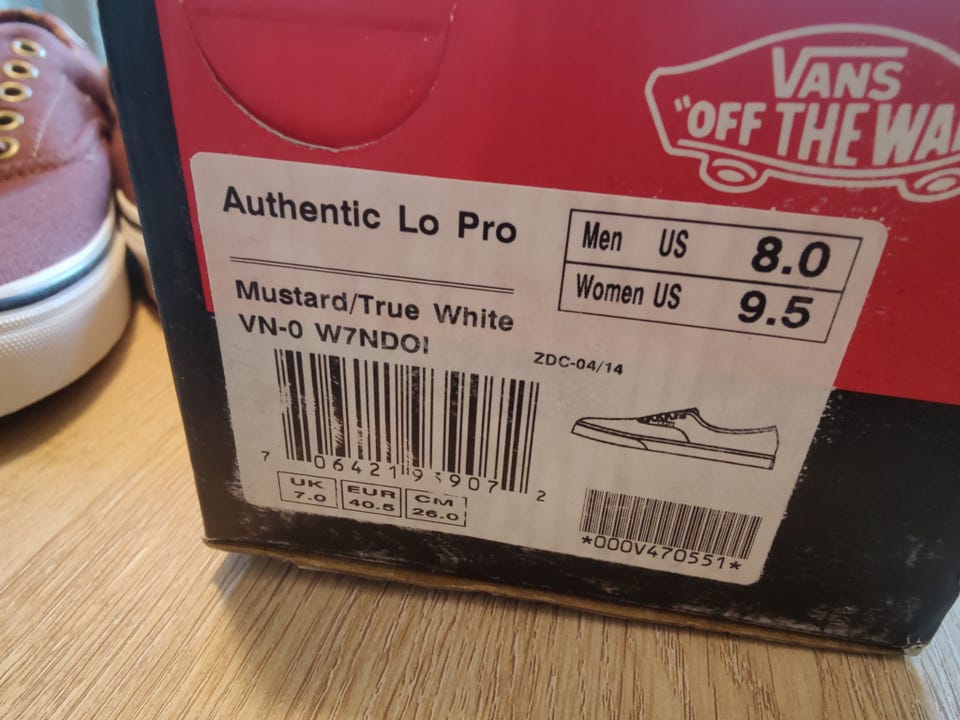 VANS
"OFF THE WA
Authentic Lo Pro
Men US 8.0
Women US 9.5
Mustard/True White
VN-0 W7NDOI
ZDC-04/14
7 06421 93907 2
UK 7.0
EUR 40.5
CM 26.0
*000V470551*